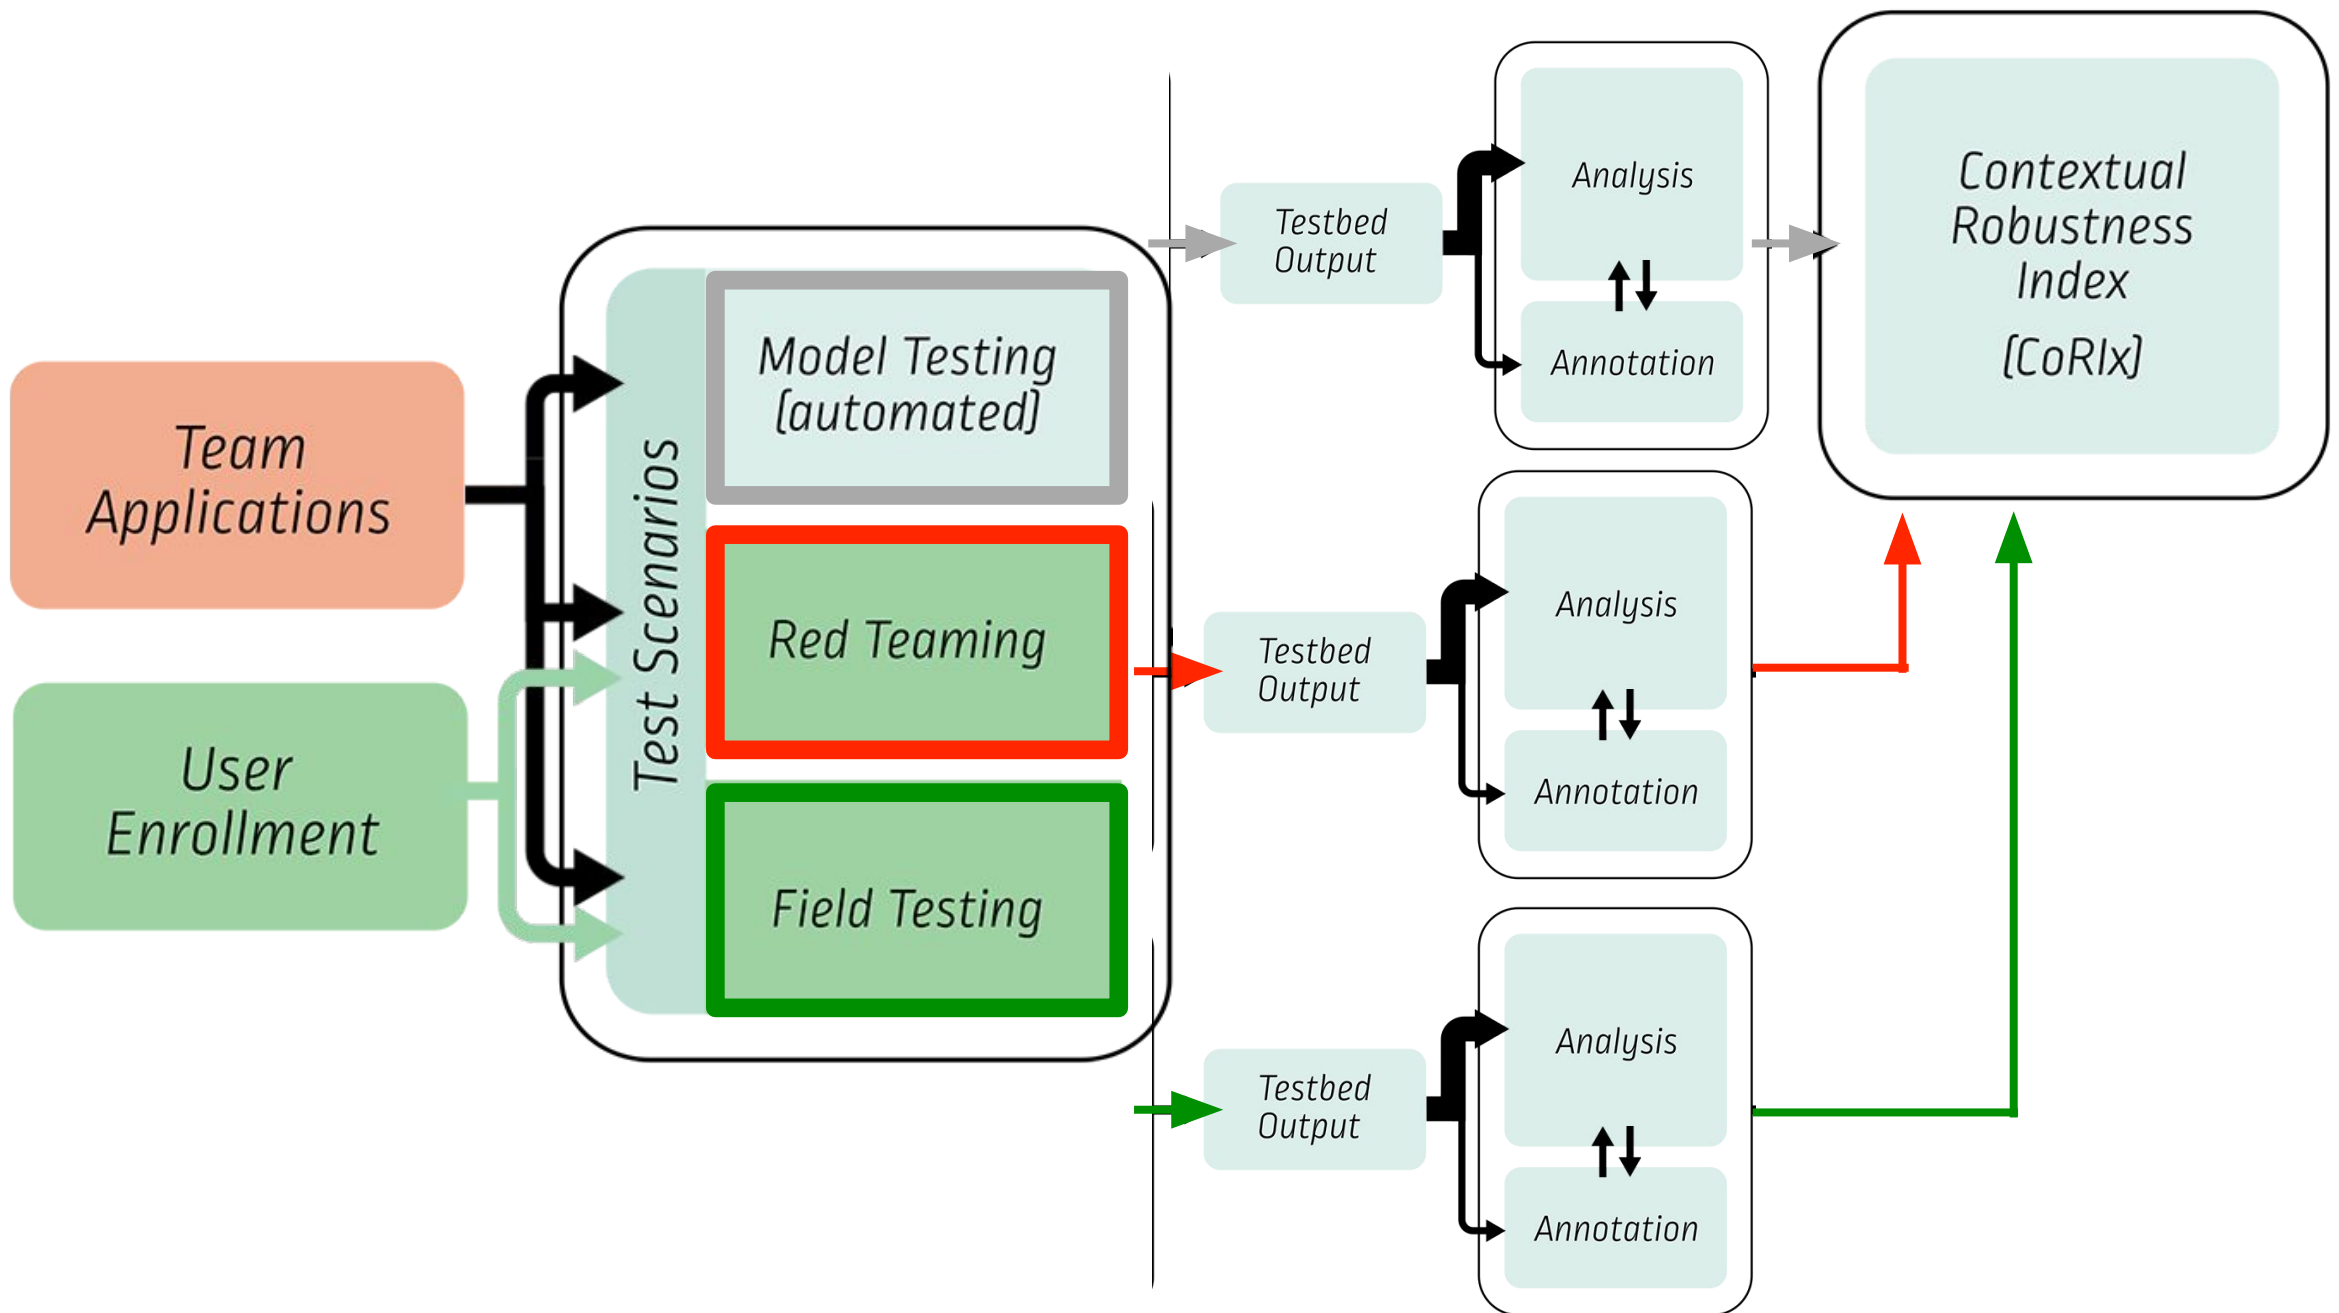 Team
Applications
User
Enrollment
Test Scenarios
Model Testing
(automated)
Red Teaming
Field Testing
Testbed
Output
Analysis
Annotation
Testbed
Output
Analysis
Annotation
Testbed
Output
Analysis
Annotation
Contextual
Robustness
Index
(CoRIx)